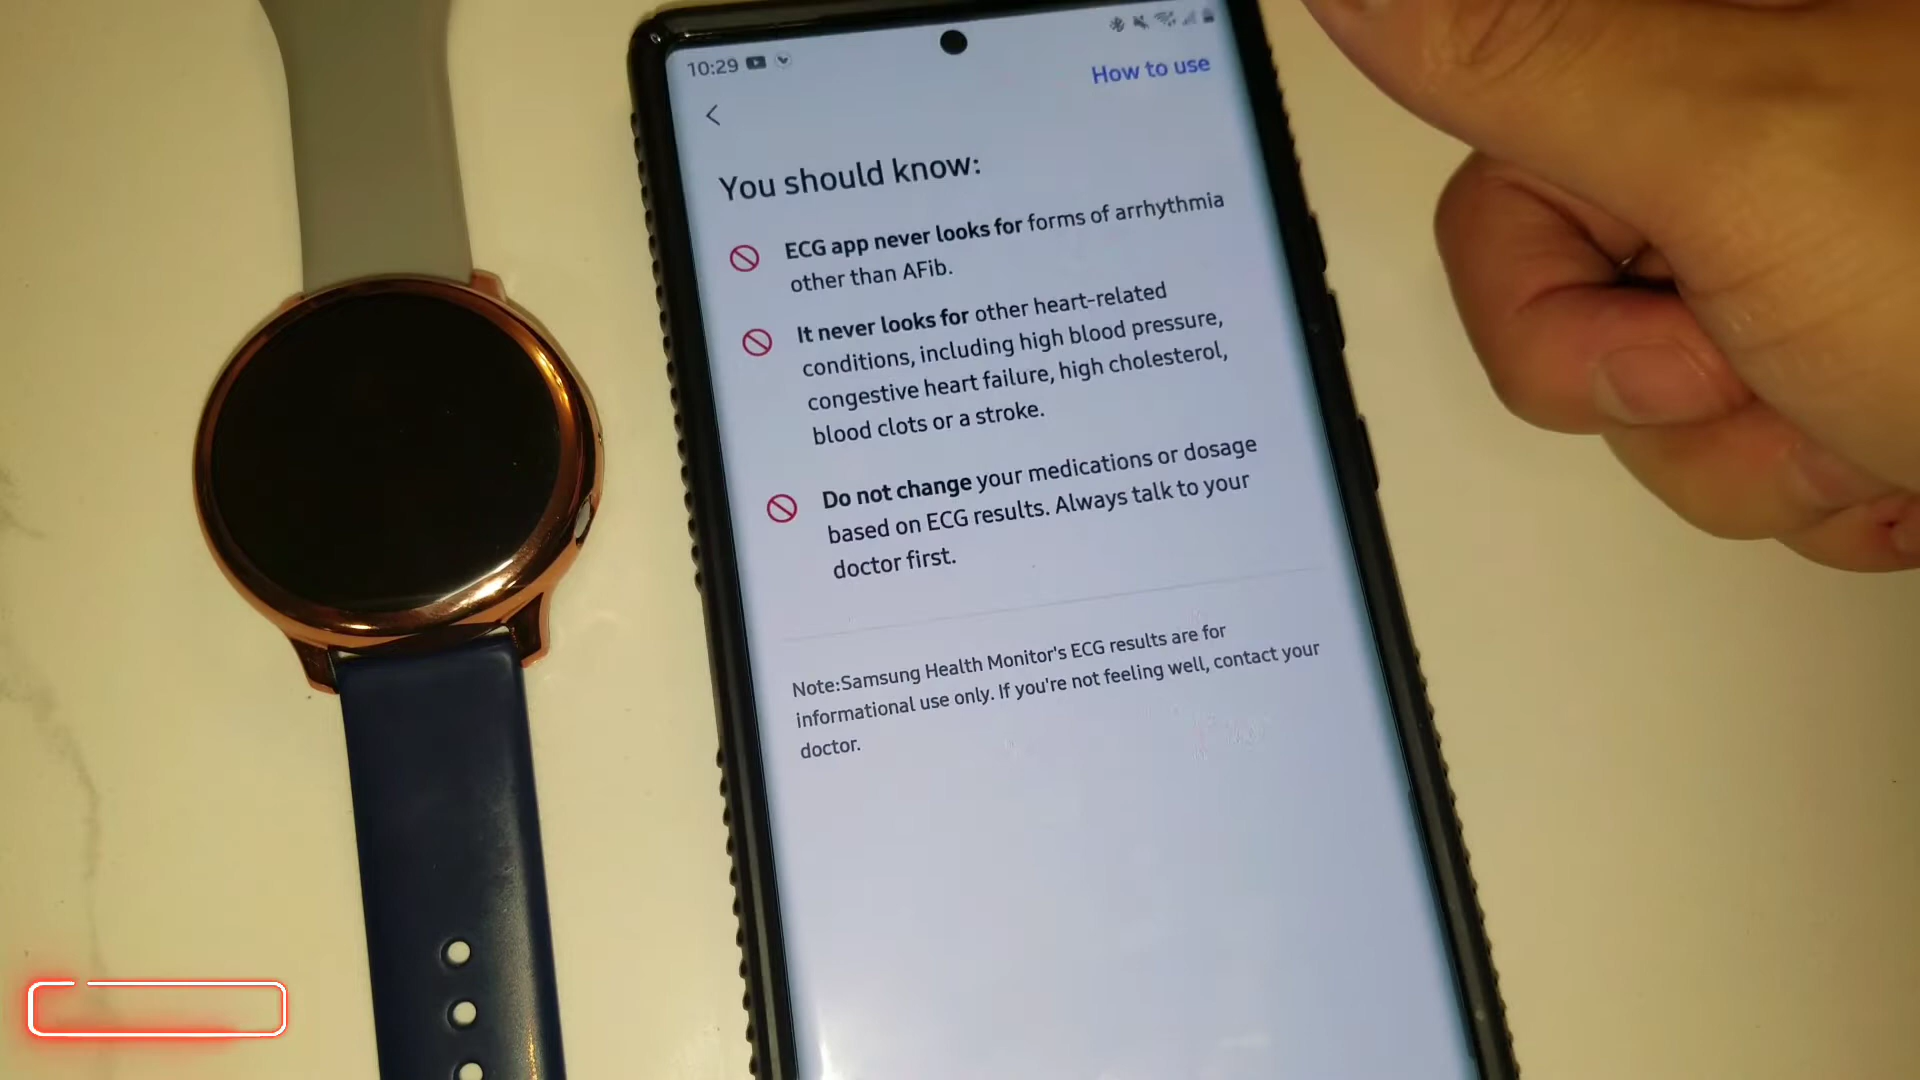 10:29
How to use
You should know:
ECG app never looks for forms of arrhythmia
other than AFib.
It never looks for other heart-related
conditions, including high blood pressure,
congestive heart failure, high cholesterol,
blood clots or a stroke.
Do not change your medications or dosage
based on ECG results. Always talk to your
doctor first.
Note:Samsung Health Monitor's ECG results are for
informational use only. If you're not feeling well, contact your
doctor.